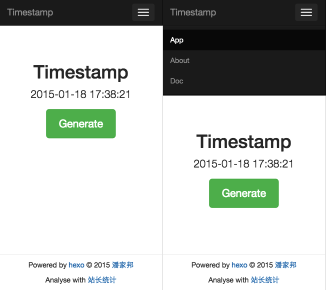 Timestamp
Timestamp
2015-01-18 17:38:21
Generate
Powered by hexo © 2015 潘家邦
Analyse with 站长统计
Timestamp
App
About
Doc
Timestamp
2015-01-18 17:38:21
Generate
Powered by hexo © 2015 潘家邦
Analyse with 站长统计